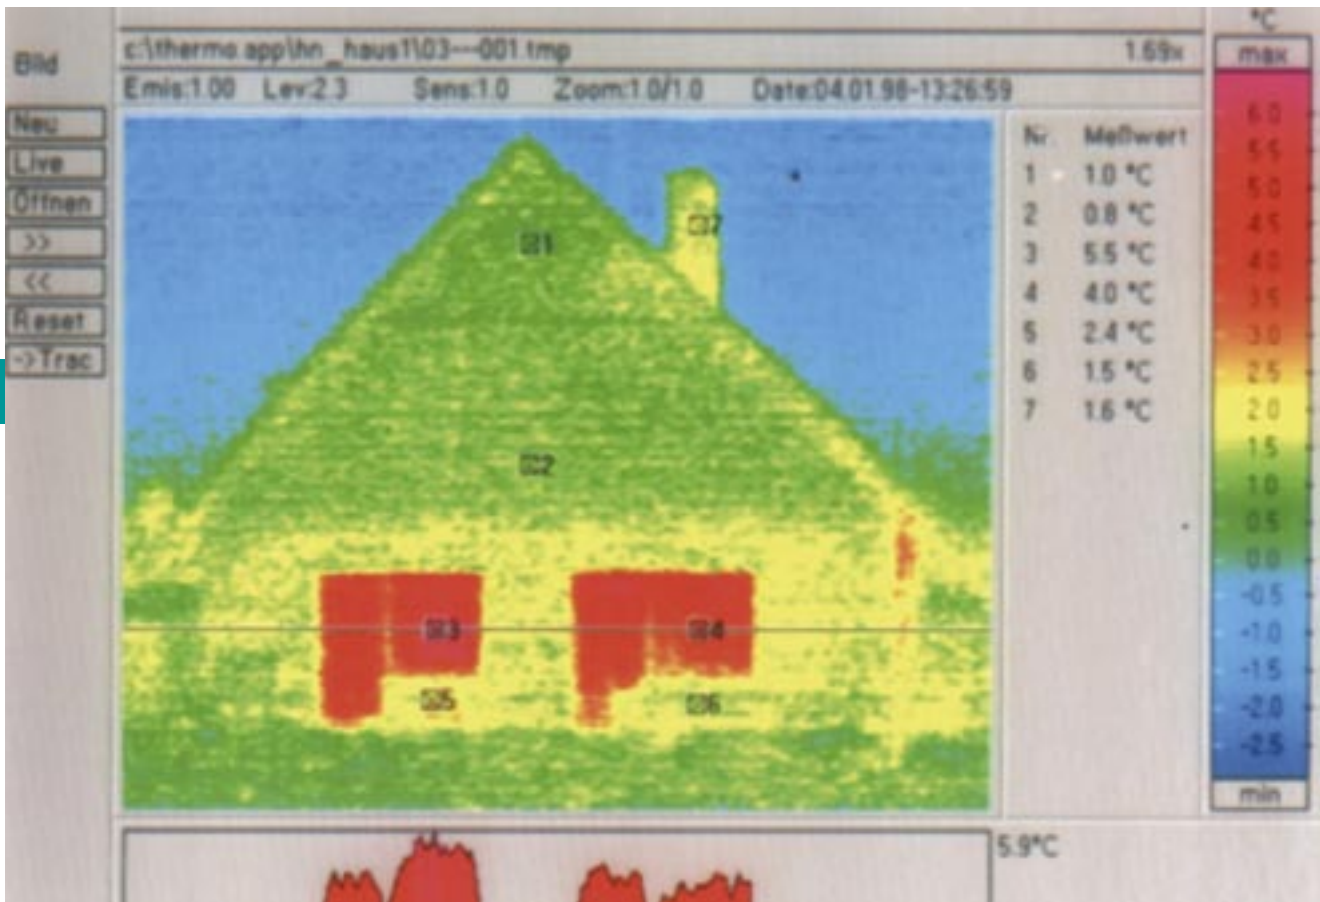 °C
Bild
c:\thermo.app\hn_haus1\03---001.tmp
1.69x
max
Emis:1.00 Lev:2.3 Sens:1.0 Zoom:1.0/1.0 Date:04.01.98-13:26:59
Neu
Live
Öffnen
>>
<<
Reset
->Trac
Nr. Meßwert
1 1.0 °C
2 0.8 °C
3 5.5 °C
4 4.0 °C
5 2.4 °C
6 1.5 °C
7 1.6 °C
1
7
2
3
4
5
6
6.0
5.5
5.0
4.5
4.0
3.5
3.0
2.5
2.0
1.5
1.0
0.5
0.0
-0.5
-1.0
-1.5
-2.0
-2.5
min
5.9°C